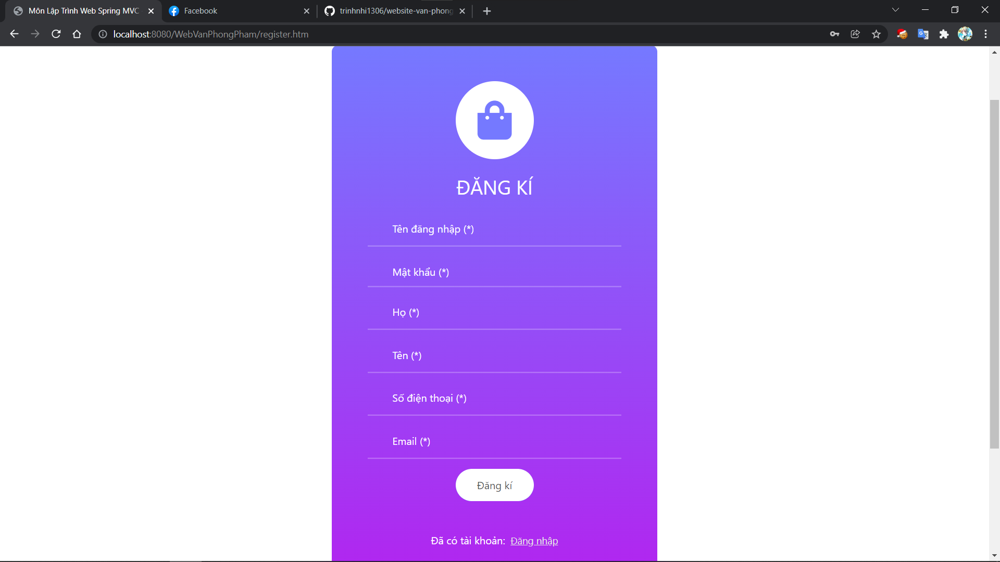 Môn Lập Trình Web Spring MVC
Facebook
trinhnhi1306/website-van-phong
localhost:8080/WebVanPhongPham/register.htm
ĐĂNG KÍ
Tên đăng nhập (*)
Mật khẩu (*)
Họ (*)
Tên (*)
Số điện thoại (*)
Email (*)
Đăng kí
Đã có tài khoản: Đăng nhập